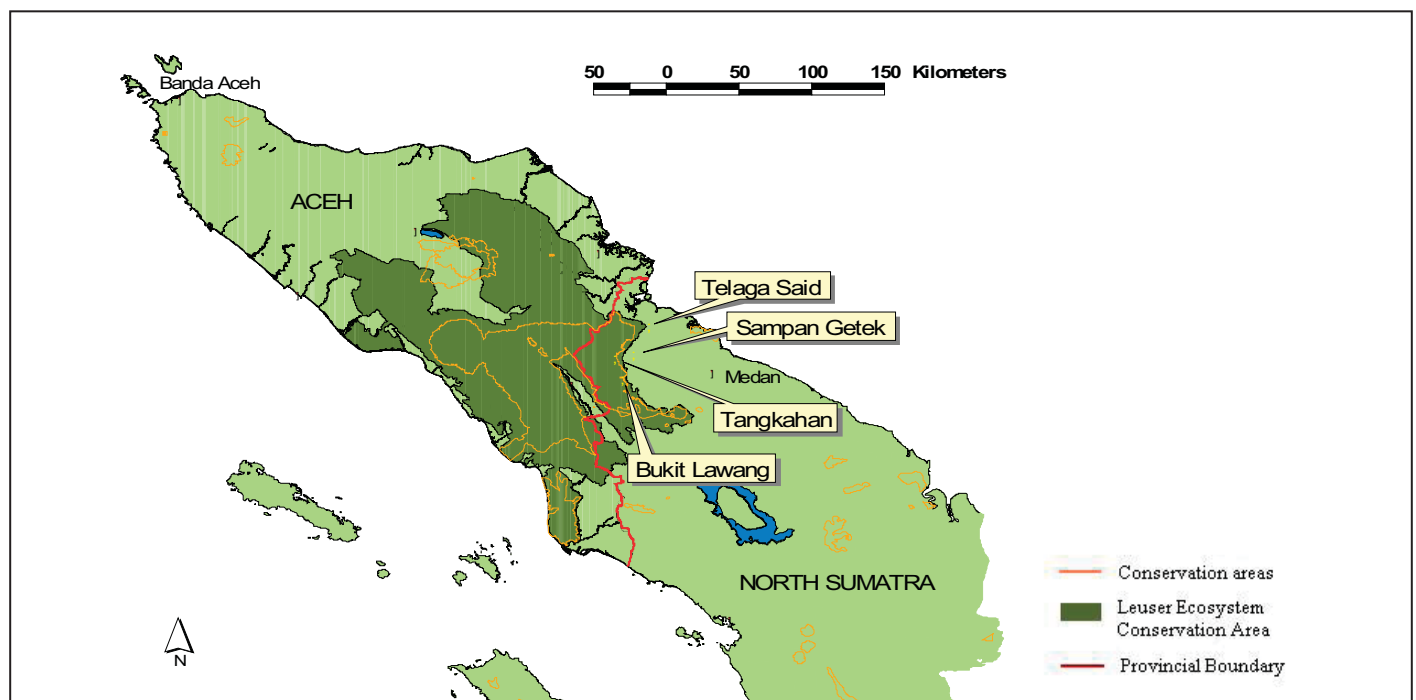 50 0 50 100 150 Kilometers
Banda Aceh
ACEH
Telaga Said
Sampan Getek
Medan
Tangkahan
Bukit Lawang
NORTH SUMATRA
Conservation areas
Leuser Ecosystem
Conservation Area
Provincial Boundary
N